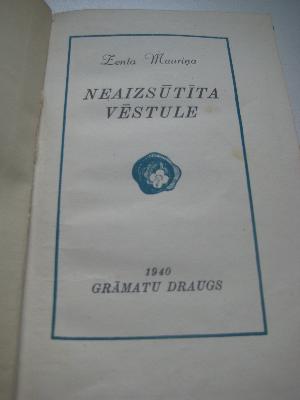 Zenta Mauriņa
NEAIZSŪTĪTA
VĒSTULE
1940
GRĀMATU DRAUGS